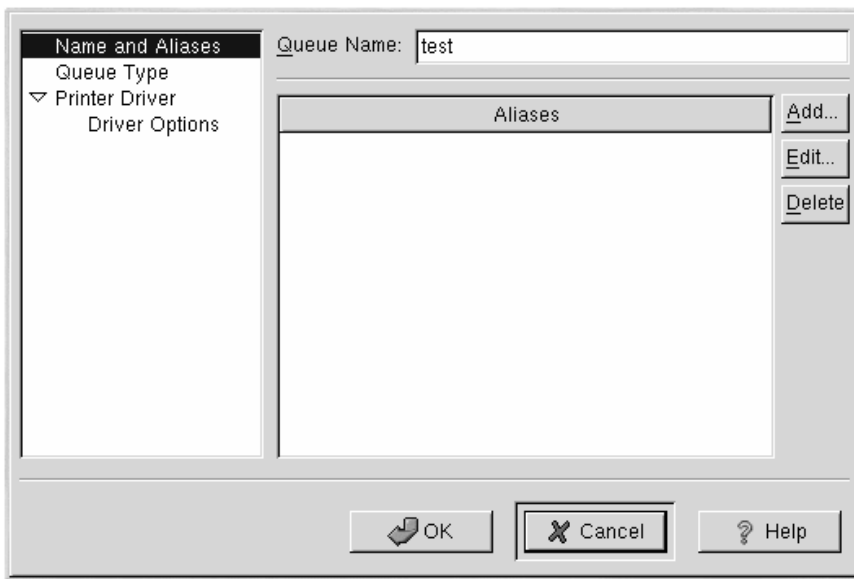 Name and Aliases
Queue Type
Printer Driver
Driver Options
Queue Name: test
Aliases
Add...
Edit...
Delete
OK
Cancel
Help